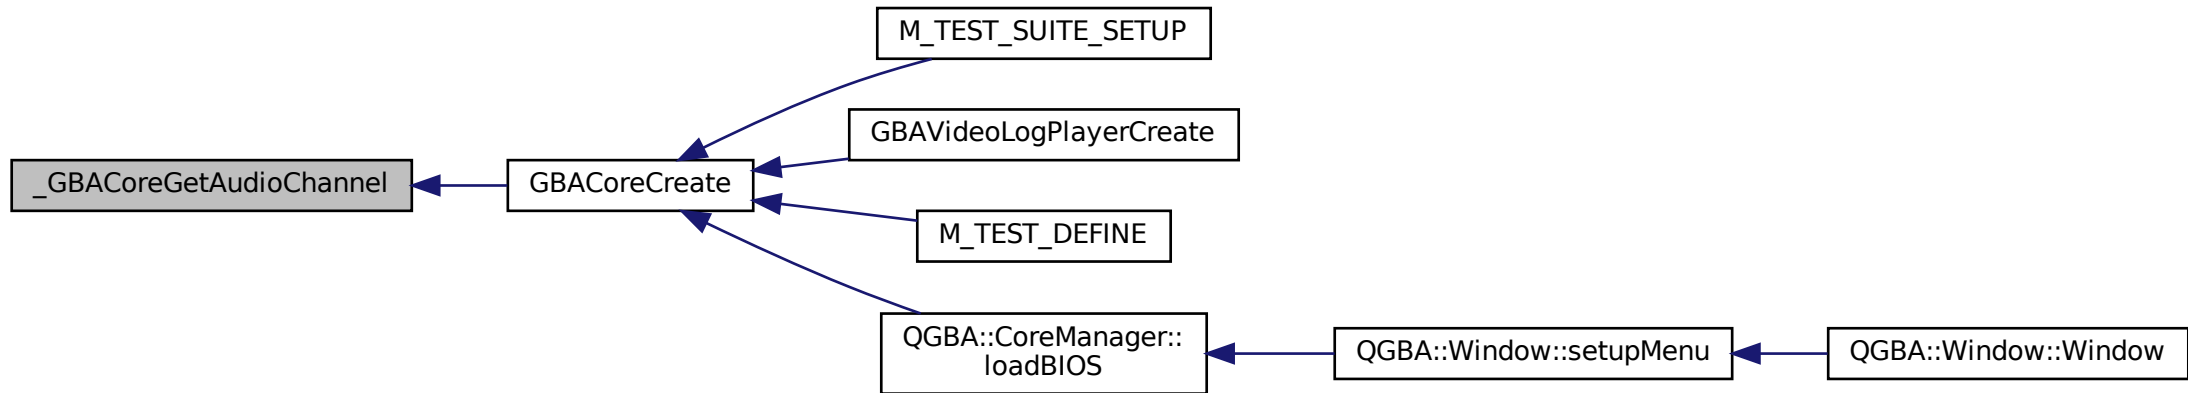 M_TEST_SUITE_SETUP
GBAVideoLogPlayerCreate
_GBACoreGetAudioChannel
GBACoreCreate
M_TEST_DEFINE
QGBA::CoreManager::
loadBIOS
QGBA::Window::setupMenu
QGBA::Window::Window